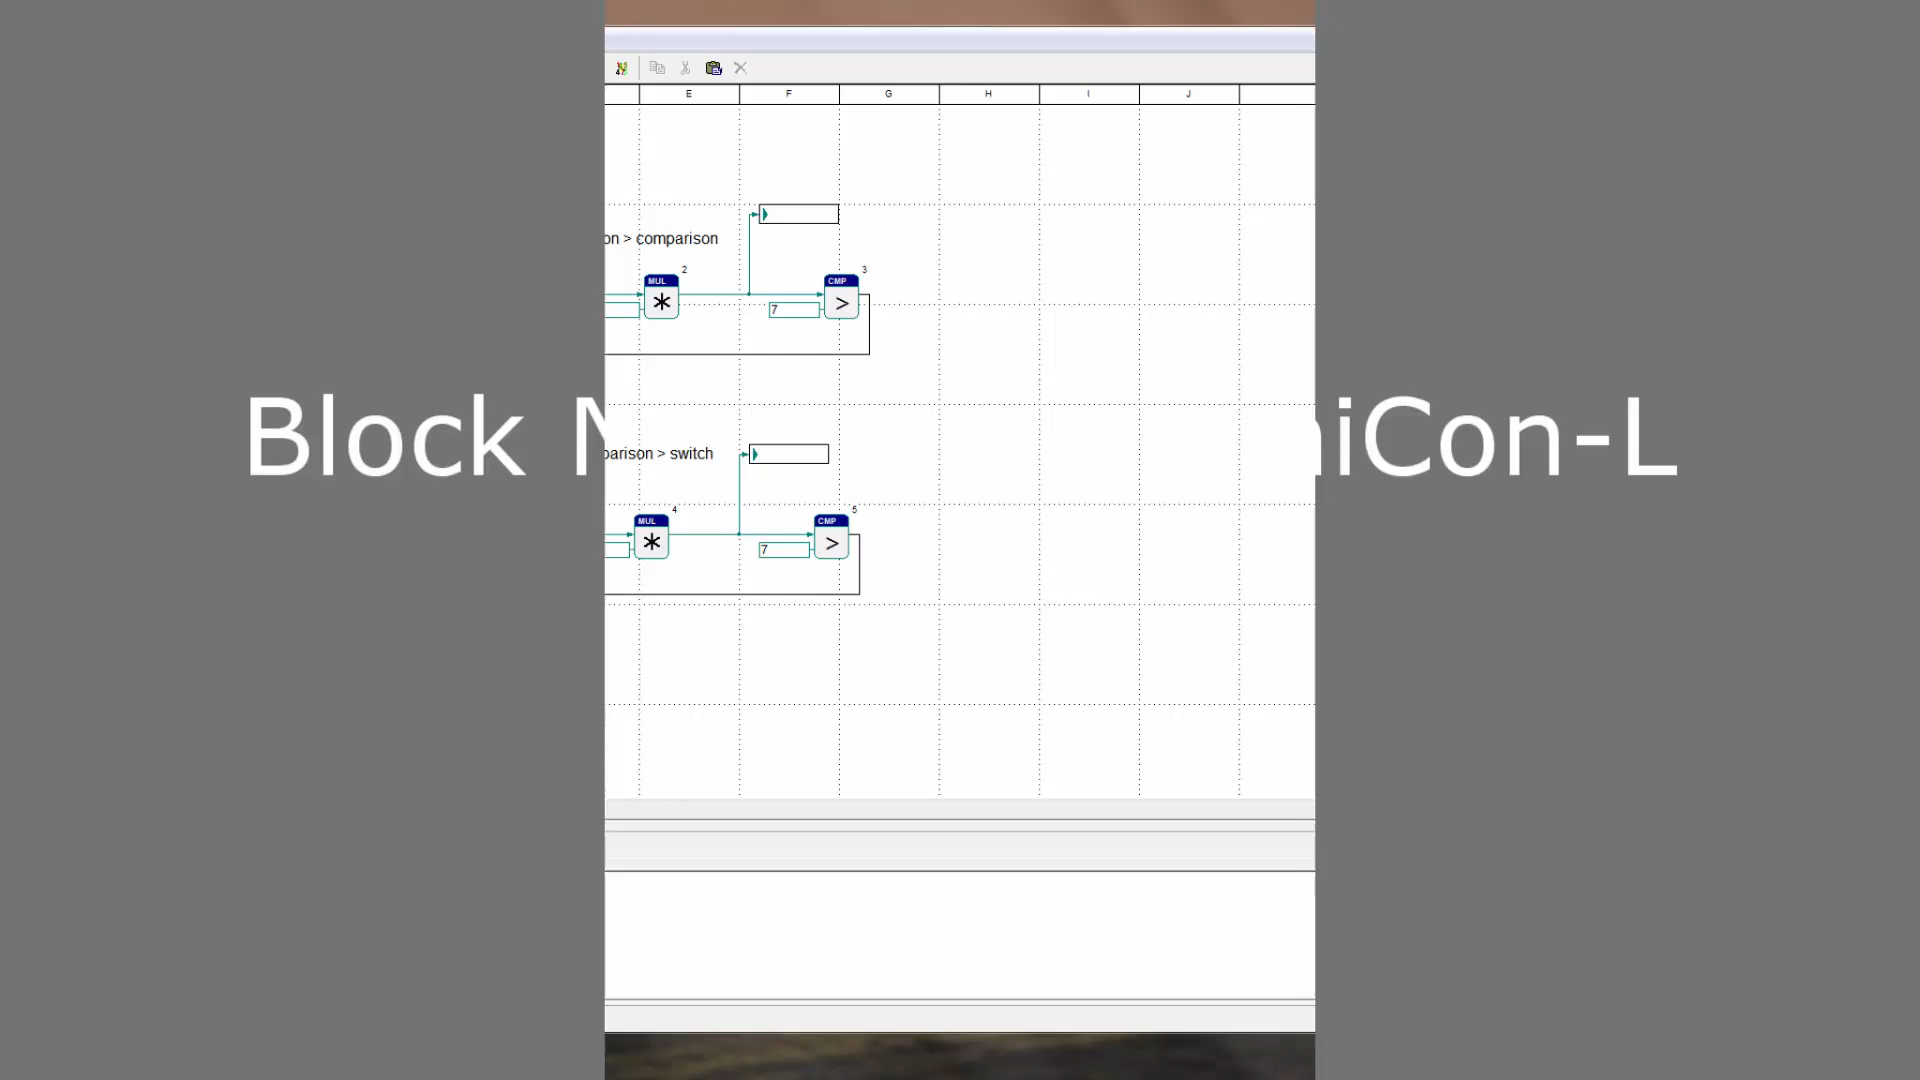 E F G H I J
on > comparison
MUL 2 CMP 3
* 7 >
Block iCon-L
parison > switch
MUL 4 CMP 5
* 7 >